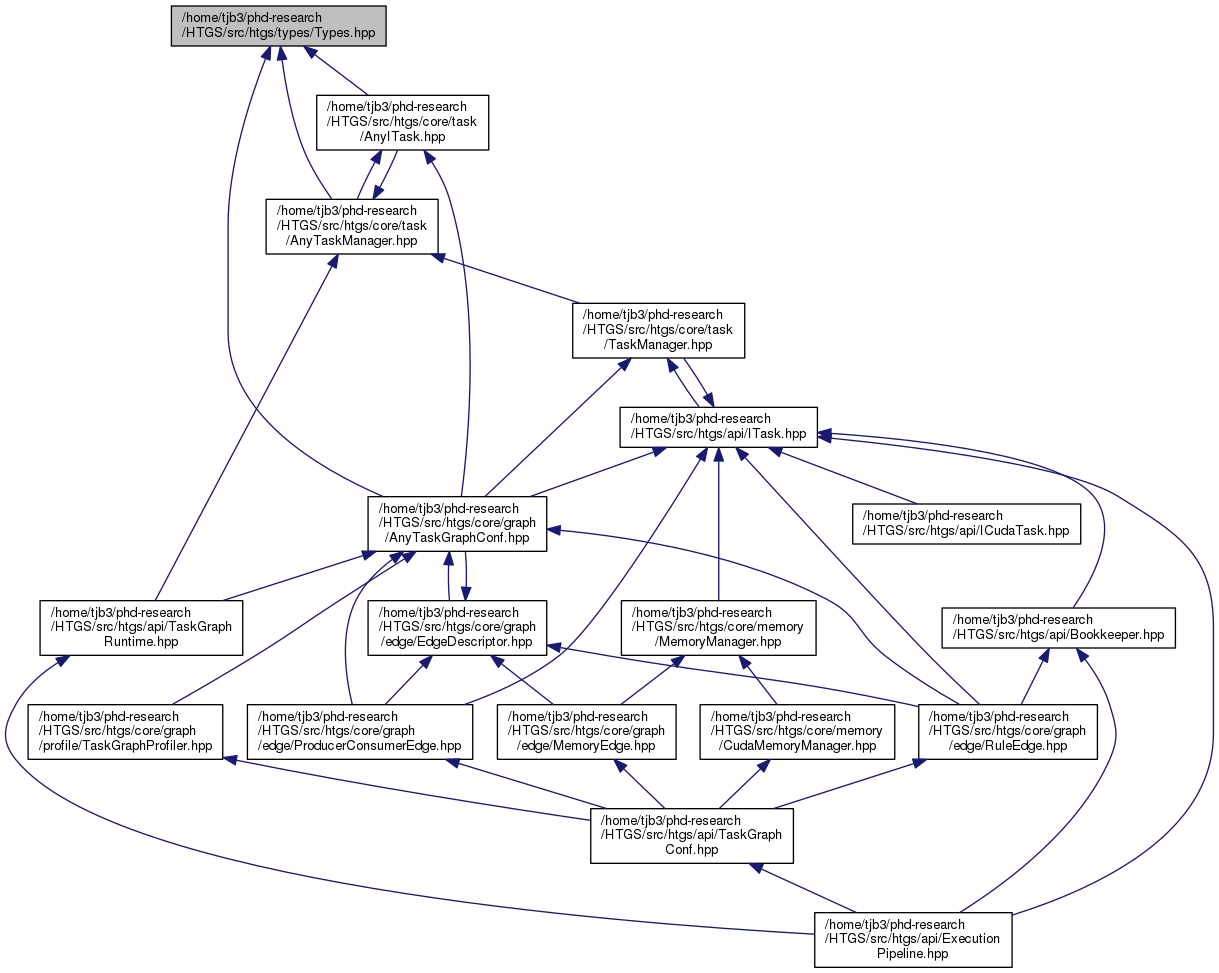 /home/tjb3/phd-research
/HTGS/src/htgs/types/Types.hpp
/home/tjb3/phd-research
/HTGS/src/htgs/core/task
/AnyITask.hpp
/home/tjb3/phd-research
/HTGS/src/htgs/core/task
/AnyTaskManager.hpp
/home/tjb3/phd-research
/HTGS/src/htgs/core/task
/TaskManager.hpp
/home/tjb3/phd-research
/HTGS/src/htgs/api/ITask.hpp
/home/tjb3/phd-research
/HTGS/src/htgs/core/graph
/AnyTaskGraphConf.hpp
/home/tjb3/phd-research
/HTGS/src/htgs/api/ICudaTask.hpp
/home/tjb3/phd-research
/HTGS/src/htgs/api/TaskGraph
Runtime.hpp
/home/tjb3/phd-research
/HTGS/src/htgs/core/graph
/edge/EdgeDescriptor.hpp
/home/tjb3/phd-research
/HTGS/src/htgs/core/memory
/MemoryManager.hpp
/home/tjb3/phd-research
/HTGS/src/htgs/api/Bookkeeper.hpp
/home/tjb3/phd-research
/HTGS/src/htgs/core/graph
/profile/TaskGraphProfiler.hpp
/home/tjb3/phd-research
/HTGS/src/htgs/core/graph
/edge/ProducerConsumerEdge.hpp
/home/tjb3/phd-research
/HTGS/src/htgs/core/graph
/edge/MemoryEdge.hpp
/home/tjb3/phd-research
/HTGS/src/htgs/core/memory
/CudaMemoryManager.hpp
/home/tjb3/phd-research
/HTGS/src/htgs/core/graph
/edge/RuleEdge.hpp
/home/tjb3/phd-research
/HTGS/src/htgs/api/TaskGraph
Conf.hpp
/home/tjb3/phd-research
/HTGS/src/htgs/api/Execution
Pipeline.hpp